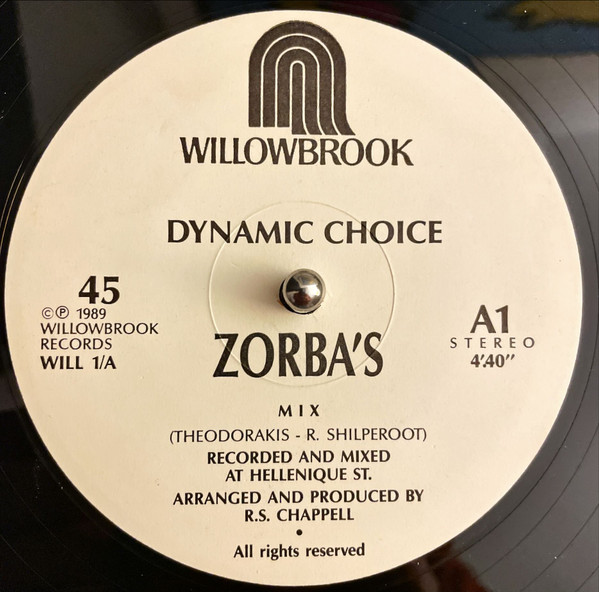 WILLOWBROOK
DYNAMIC CHOICE
45
©℗ 1989
WILLOWBROOK
RECORDS
WILL 1/A
A1
STEREO
4'.40"
ZORBA'S
MIX
(THEODORAKIS - R. SHILPEROOT)
RECORDED AND MIXED
AT HELLENIQUE ST.
ARRANGED AND PRODUCED BY
R.S. CHAPPELL
•
All rights reserved